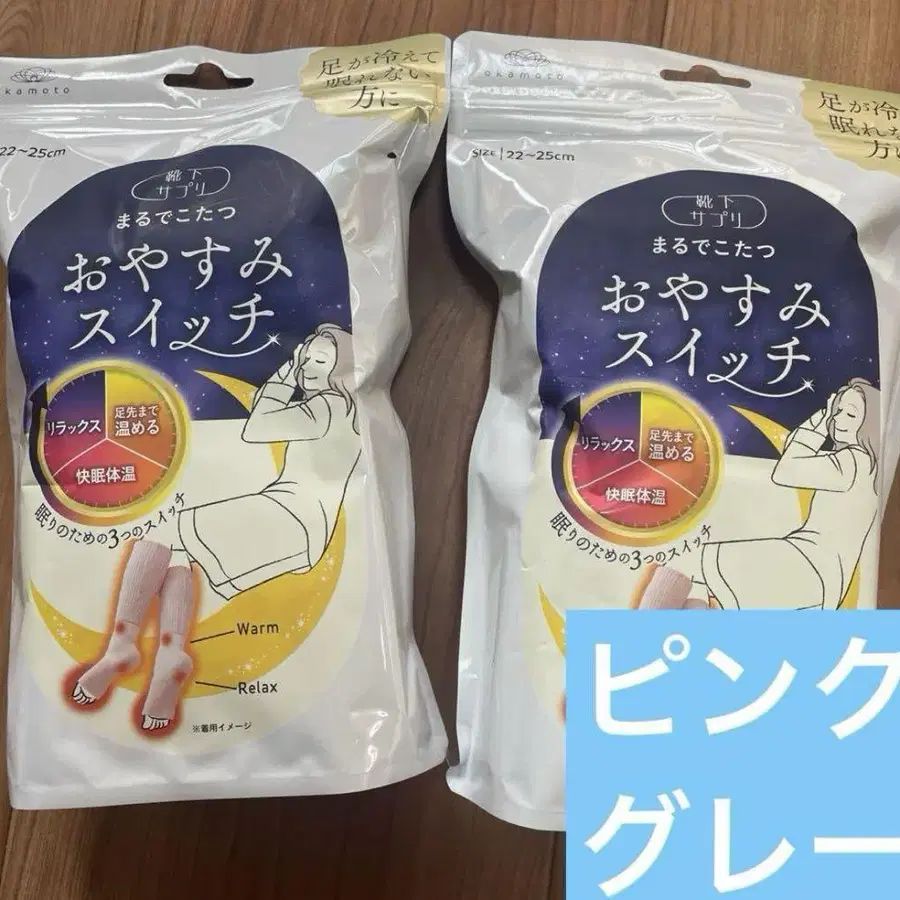 okamoto
足が冷えて
眠れない
方に
22~25cm
靴下
サプリ
まるでこたつ
おやすみ
スイッチ
リラックス
足先まで
温める
快眠体温
眠りのための3つのスイッチ
Warm
Relax
※着用イメージ
okamoto
足が冷
眠れな
方に
SIZE | 22~25cm
靴下
サプリ
まるでこたつ
おやすみ
スイッチ
リラックス
足先まで
温める
快眠体温
眠りのための3つのスイッチ
ピンク
グレー